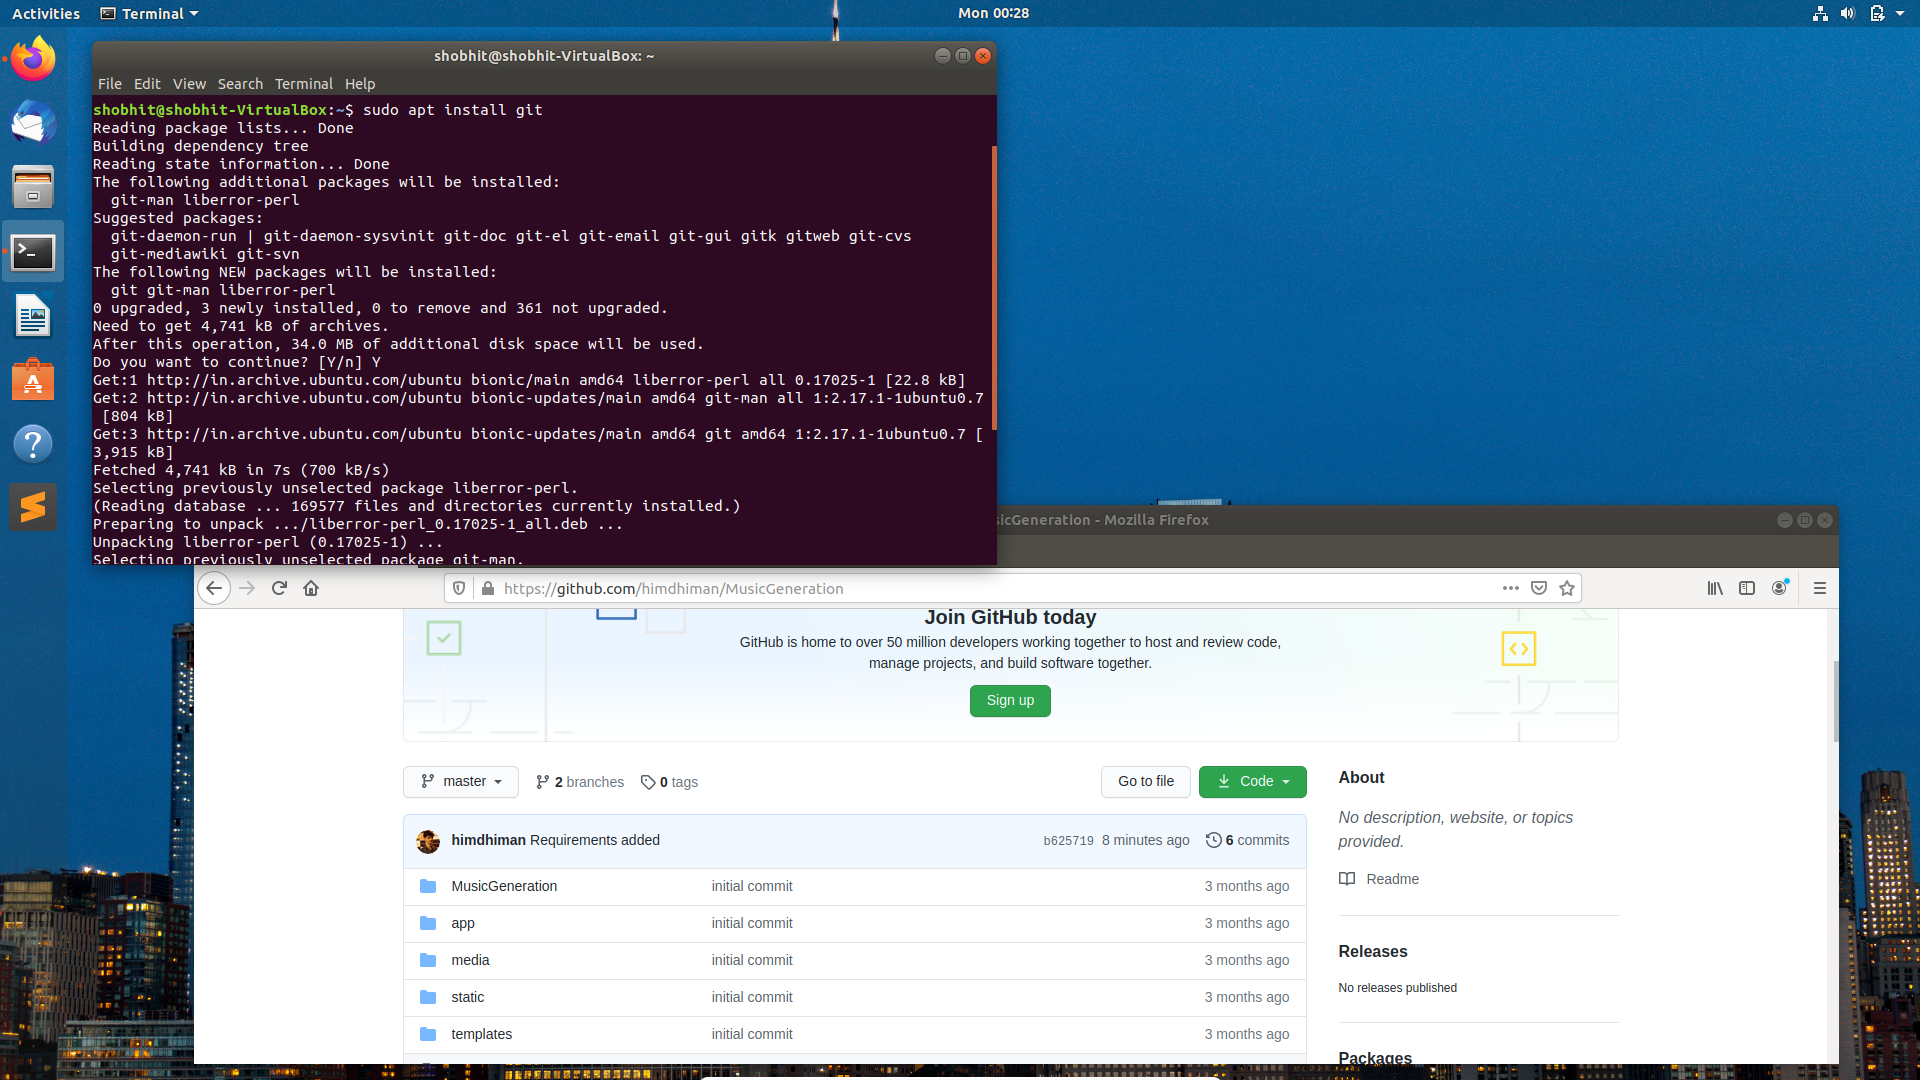 Activities
Terminal
Mon 00:28
shobhit@shobhit-VirtualBox: ~
File Edit View Search Terminal Help
shobhit@shobhit-VirtualBox:~$ sudo apt install git
Reading package lists... Done
Building dependency tree
Reading state information... Done
The following additional packages will be installed:
git-man liberror-perl
Suggested packages:
git-daemon-run | git-daemon-sysvinit git-doc git-el git-email git-gui gitk gitweb git-cvs
git-mediawiki git-svn
The following NEW packages will be installed:
git git-man liberror-perl
0 upgraded, 3 newly installed, 0 to remove and 361 not upgraded.
Need to get 4,741 kB of archives.
After this operation, 34.0 MB of additional disk space will be used.
Do you want to continue? [Y/n] Y
Get:1 http://in.archive.ubuntu.com/ubuntu bionic/main amd64 liberror-perl all 0.17025-1 [22.8 kB]
Get:2 http://in.archive.ubuntu.com/ubuntu bionic-updates/main amd64 git-man all 1:2.17.1-1ubuntu0.7
[804 kB]
Get:3 http://in.archive.ubuntu.com/ubuntu bionic-updates/main amd64 git amd64 1:2.17.1-1ubuntu0.7 [
3,915 kB]
Fetched 4,741 kB in 7s (700 kB/s)
Selecting previously unselected package liberror-perl.
(Reading database ... 169577 files and directories currently installed.)
Preparing to unpack .../liberror-perl_0.17025-1_all.deb ...
Unpacking liberror-perl (0.17025-1) ...
Selecting previously unselected package git-man.
sicGeneration - Mozilla Firefox
https://github.com/himdhiman/MusicGeneration
Join GitHub today
GitHub is home to over 50 million developers working together to host and review code,
manage projects, and build software together.
Sign up
master
2 branches
0 tags
Go to file
Code
himdhiman Requirements added
b625719 8 minutes ago
6 commits
MusicGeneration initial commit 3 months ago
app initial commit 3 months ago
media initial commit 3 months ago
static initial commit 3 months ago
templates initial commit 3 months ago
About
No description, website, or topics
provided.
Readme
Releases
No releases published
Packages